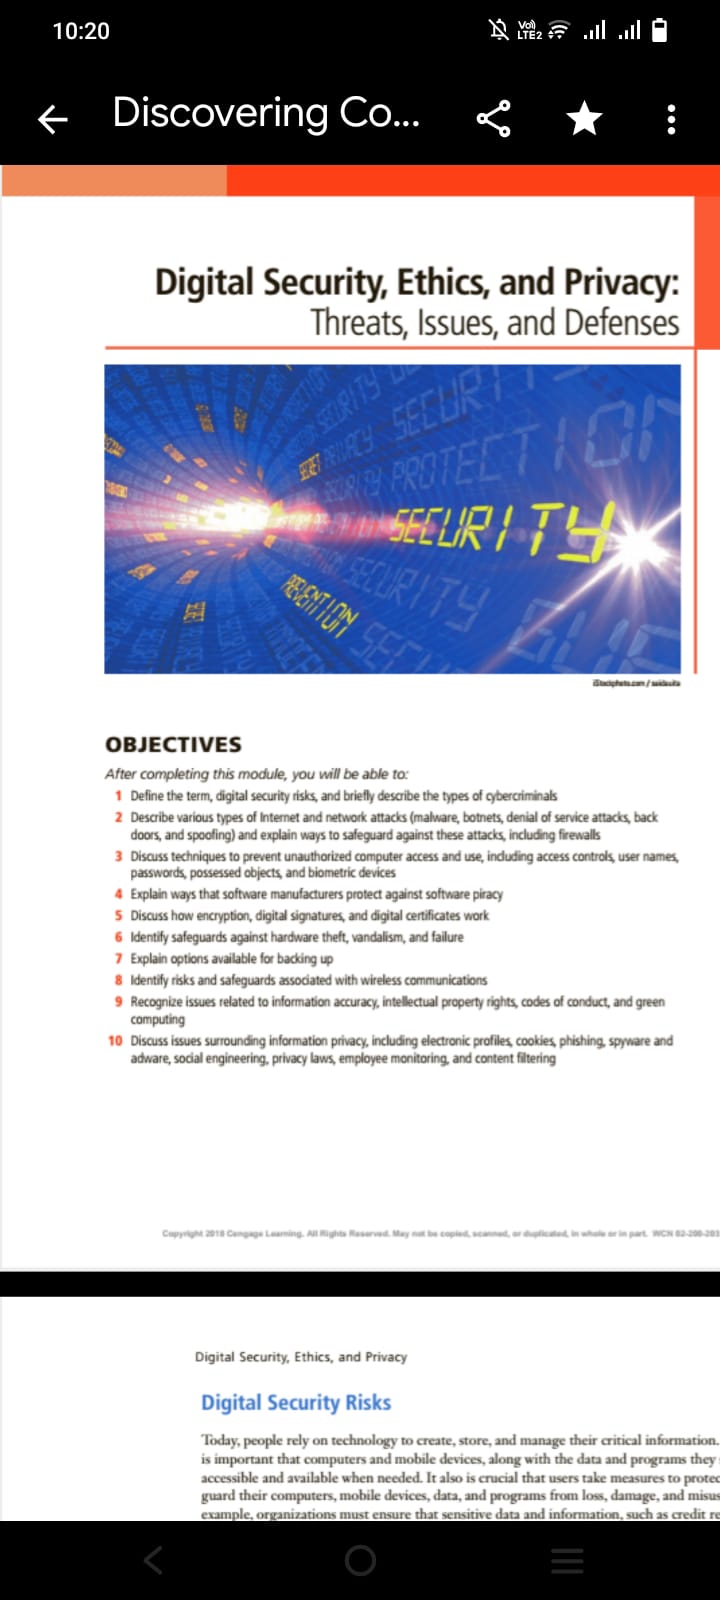 10:20
Vo))
LTE2
Discovering Co...
Digital Security, Ethics, and Privacy:
Threats, Issues, and Defenses
SECURITY
SECURITY
SECRET PRIVACY
SECURITY PROTECTION
SECURITY
PREVENTION
SECURITY
OBJECTIVES
After completing this module, you will be able to:
1 Define the term, digital security risks, and briefly describe the types of cybercriminals
2 Describe various types of Internet and network attacks (malware, botnets, denial of service attacks, back
doors, and spoofing) and explain ways to safeguard against these attacks, including firewalls
3 Discuss techniques to prevent unauthorized computer access and use, including access controls, user names,
passwords, possessed objects, and biometric devices
4 Explain ways that software manufacturers protect against software piracy
5 Discuss how encryption, digital signatures, and digital certificates work
6 Identify safeguards against hardware theft, vandalism, and failure
7 Explain options available for backing up
8 Identify risks and safeguards associated with wireless communications
9 Recognize issues related to information accuracy, intellectual property rights, codes of conduct, and green
computing
10 Discuss issues surrounding information privacy, including electronic profiles, cookies, phishing, spyware and
adware, social engineering, privacy laws, employee monitoring, and content filtering
Copyright 2018 Cengage Learning. All Rights Reserved. May not be copied, scanned, or duplicated, in whole or in part. WCN 02-200-203
Digital Security, Ethics, and Privacy
Digital Security Risks
Today, people rely on technology to create, store, and manage their critical information.
is important that computers and mobile devices, along with the data and programs they
accessible and available when needed. It also is crucial that users take measures to protec
guard their computers, mobile devices, data, and programs from loss, damage, and misus
example, organizations must ensure that sensitive data and information, such as credit re